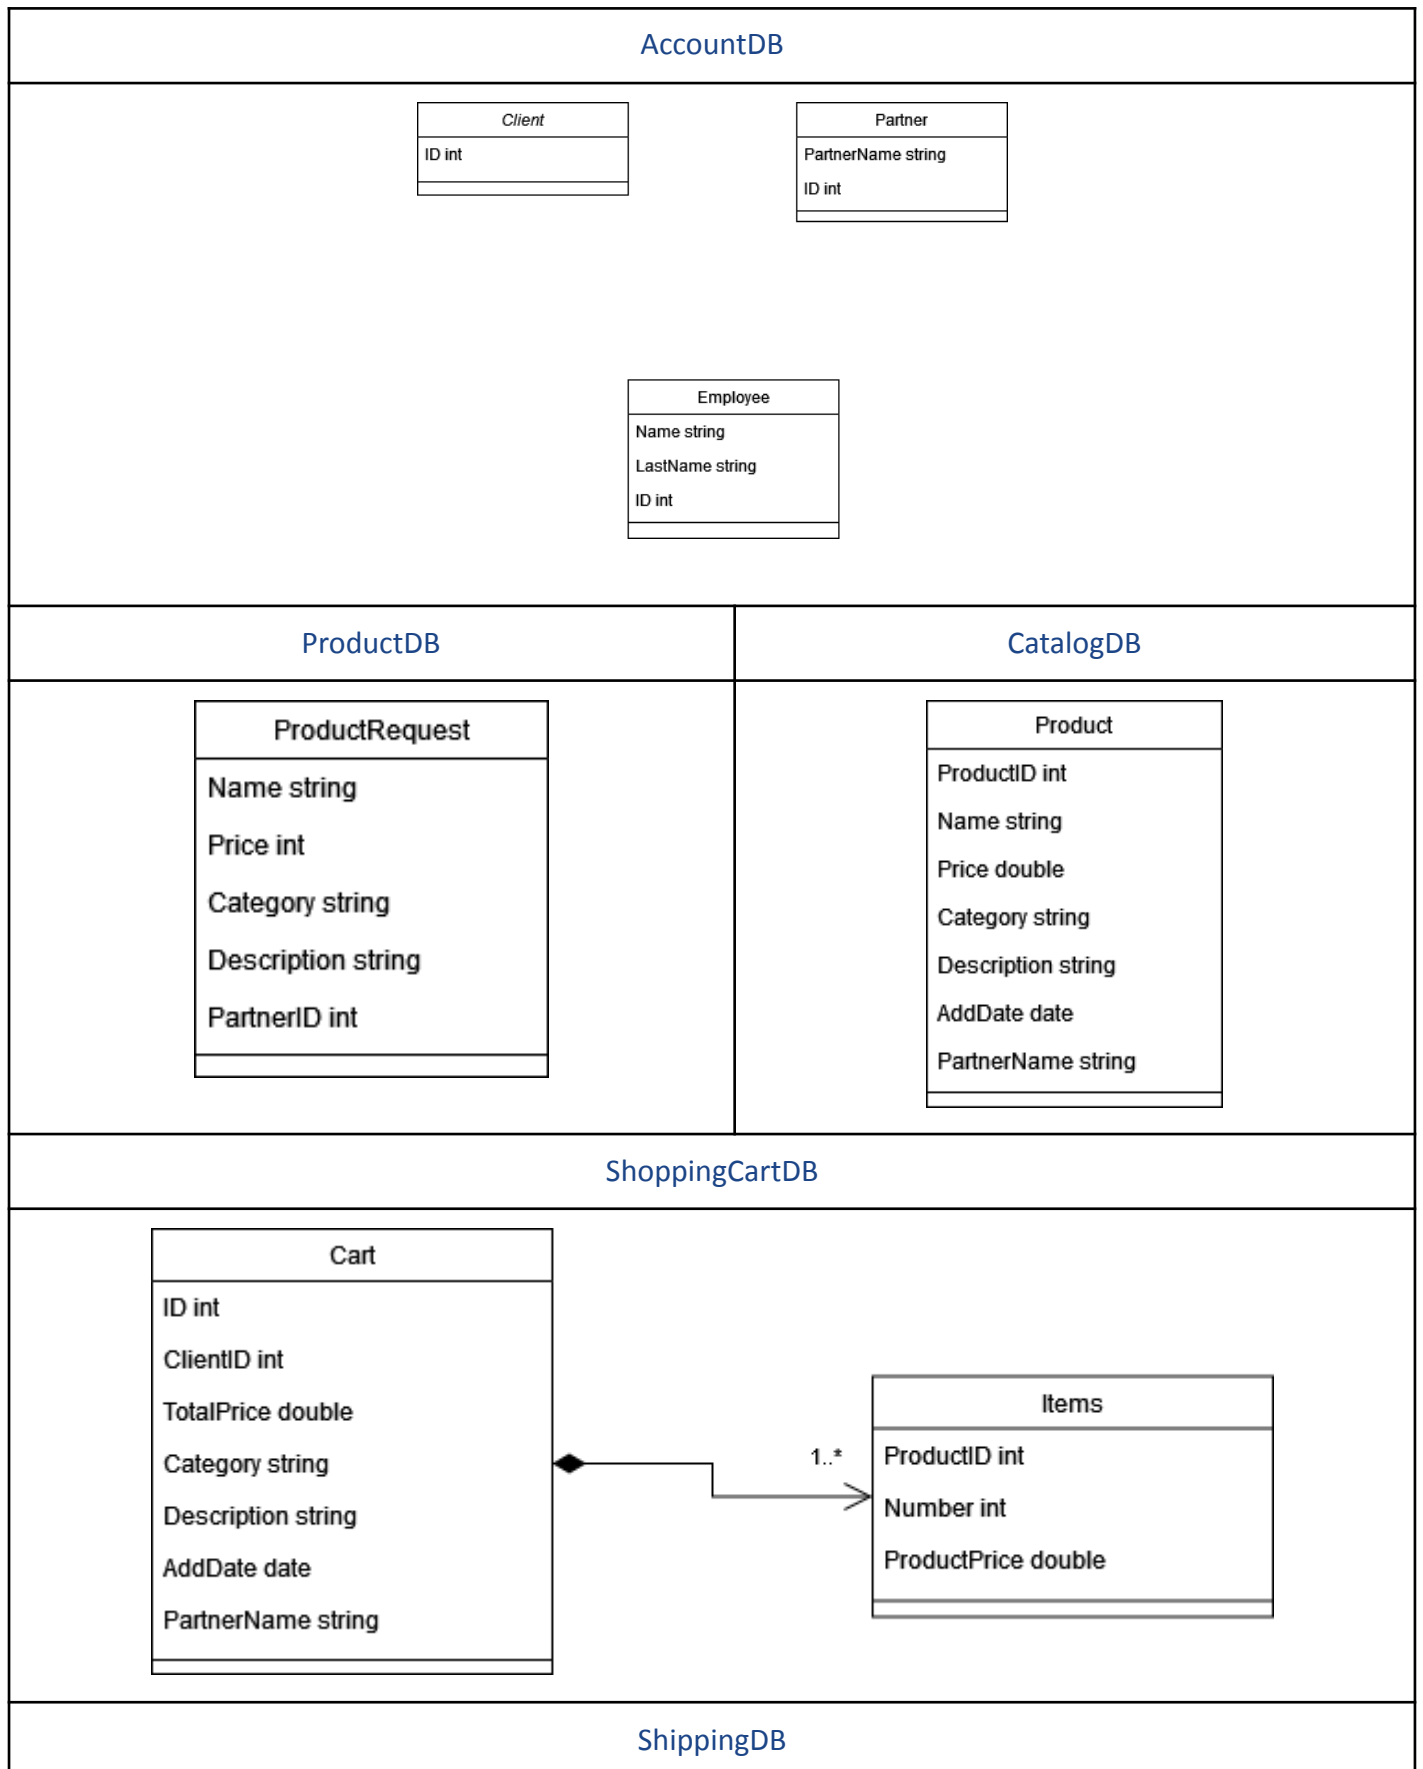 AccountDB
Client
ID int
Partner
PartnerName string
ID int
Employee
Name string
LastName string
ID int
ProductDB
CatalogDB
ProductRequest
Name string
Price int
Category string
Description string
PartnerID int
Product
ProductID int
Name string
Price double
Category string
Description string
AddDate date
PartnerName string
ShoppingCartDB
Cart
ID int
ClientID int
TotalPrice double
Category string
Description string
AddDate date
PartnerName string
1..*
Items
ProductID int
Number int
ProductPrice double
ShippingDB